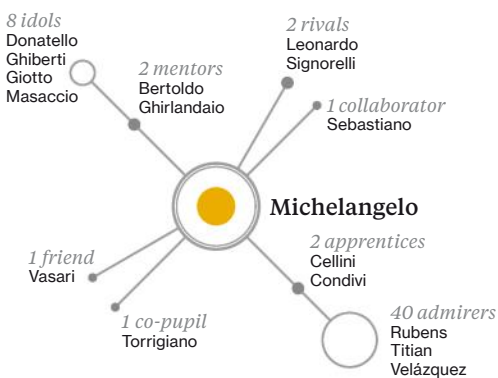 8 idols
Donatello
Ghiberti
Giotto
Masaccio
2 mentors
Bertoldo
Ghirlandaio
2 rivals
Leonardo
Signorelli
1 collaborator
Sebastiano
Michelangelo
1 friend
Vasari
1 co-pupil
Torrigiano
2 apprentices
Cellini
Condivi
40 admirers
Rubens
Titian
Velázquez